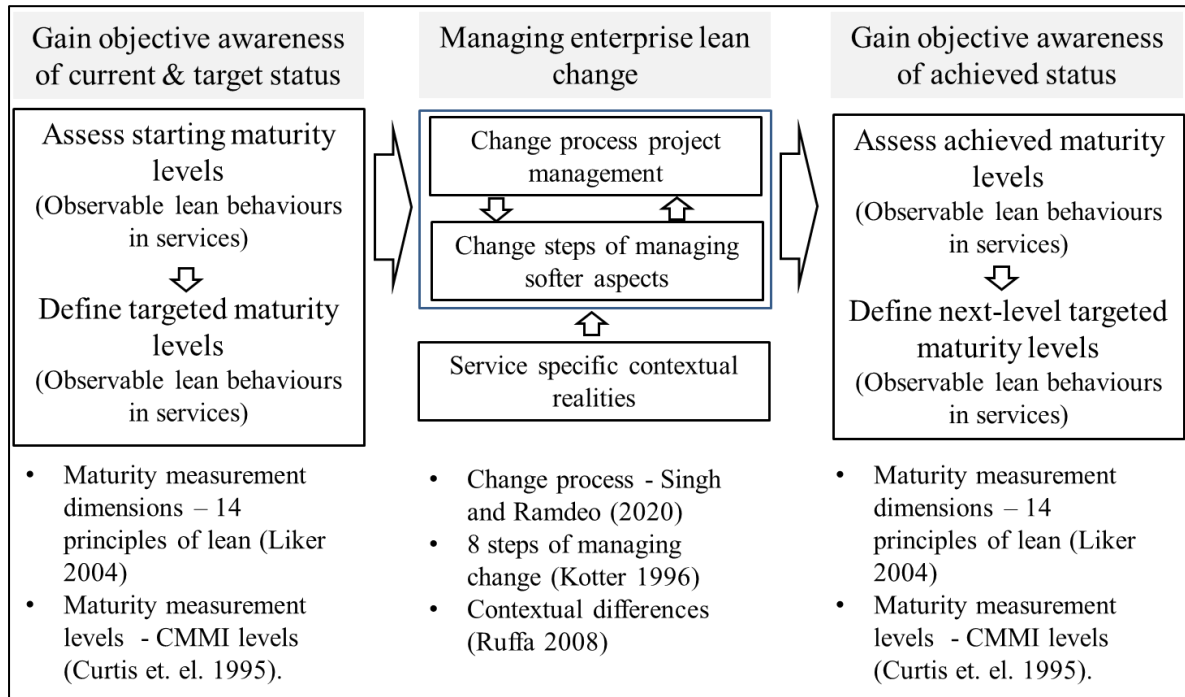 Gain objective awareness
of current & target status
Assess starting maturity
levels
(Observable lean behaviours
in services)
Define targeted maturity
levels
(Observable lean behaviours
in services)
• Maturity measurement
dimensions – 14
principles of lean (Liker
2004)
• Maturity measurement
levels - CMMI levels
(Curtis et. el. 1995).
Managing enterprise lean
change
Change process project
management
Change steps of managing
softer aspects
Service specific contextual
realities
• Change process - Singh
and Ramdeo (2020)
• 8 steps of managing
change (Kotter 1996)
• Contextual differences
(Ruffa 2008)
Gain objective awareness
of achieved status
Assess achieved maturity
levels
(Observable lean behaviours
in services)
Define next-level targeted
maturity levels
(Observable lean behaviours
in services)
• Maturity measurement
dimensions – 14
principles of lean (Liker
2004)
• Maturity measurement
levels - CMMI levels
(Curtis et. el. 1995).